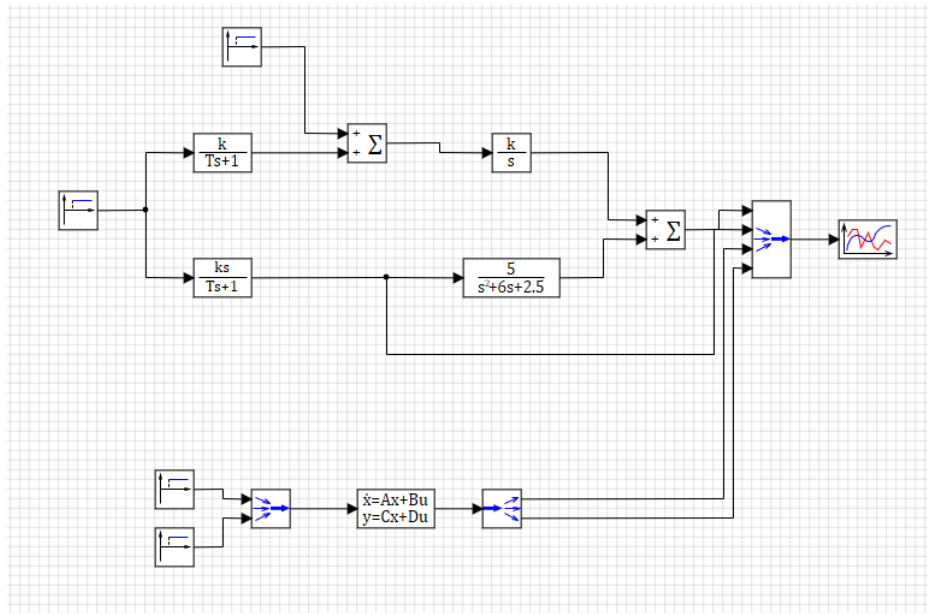 +
k
Ts+1
+
Σ
k
s
+
+
Σ
ks
Ts+1
5
s²+6s+2.5
ẋ=Ax+Bu
y=Cx+Du